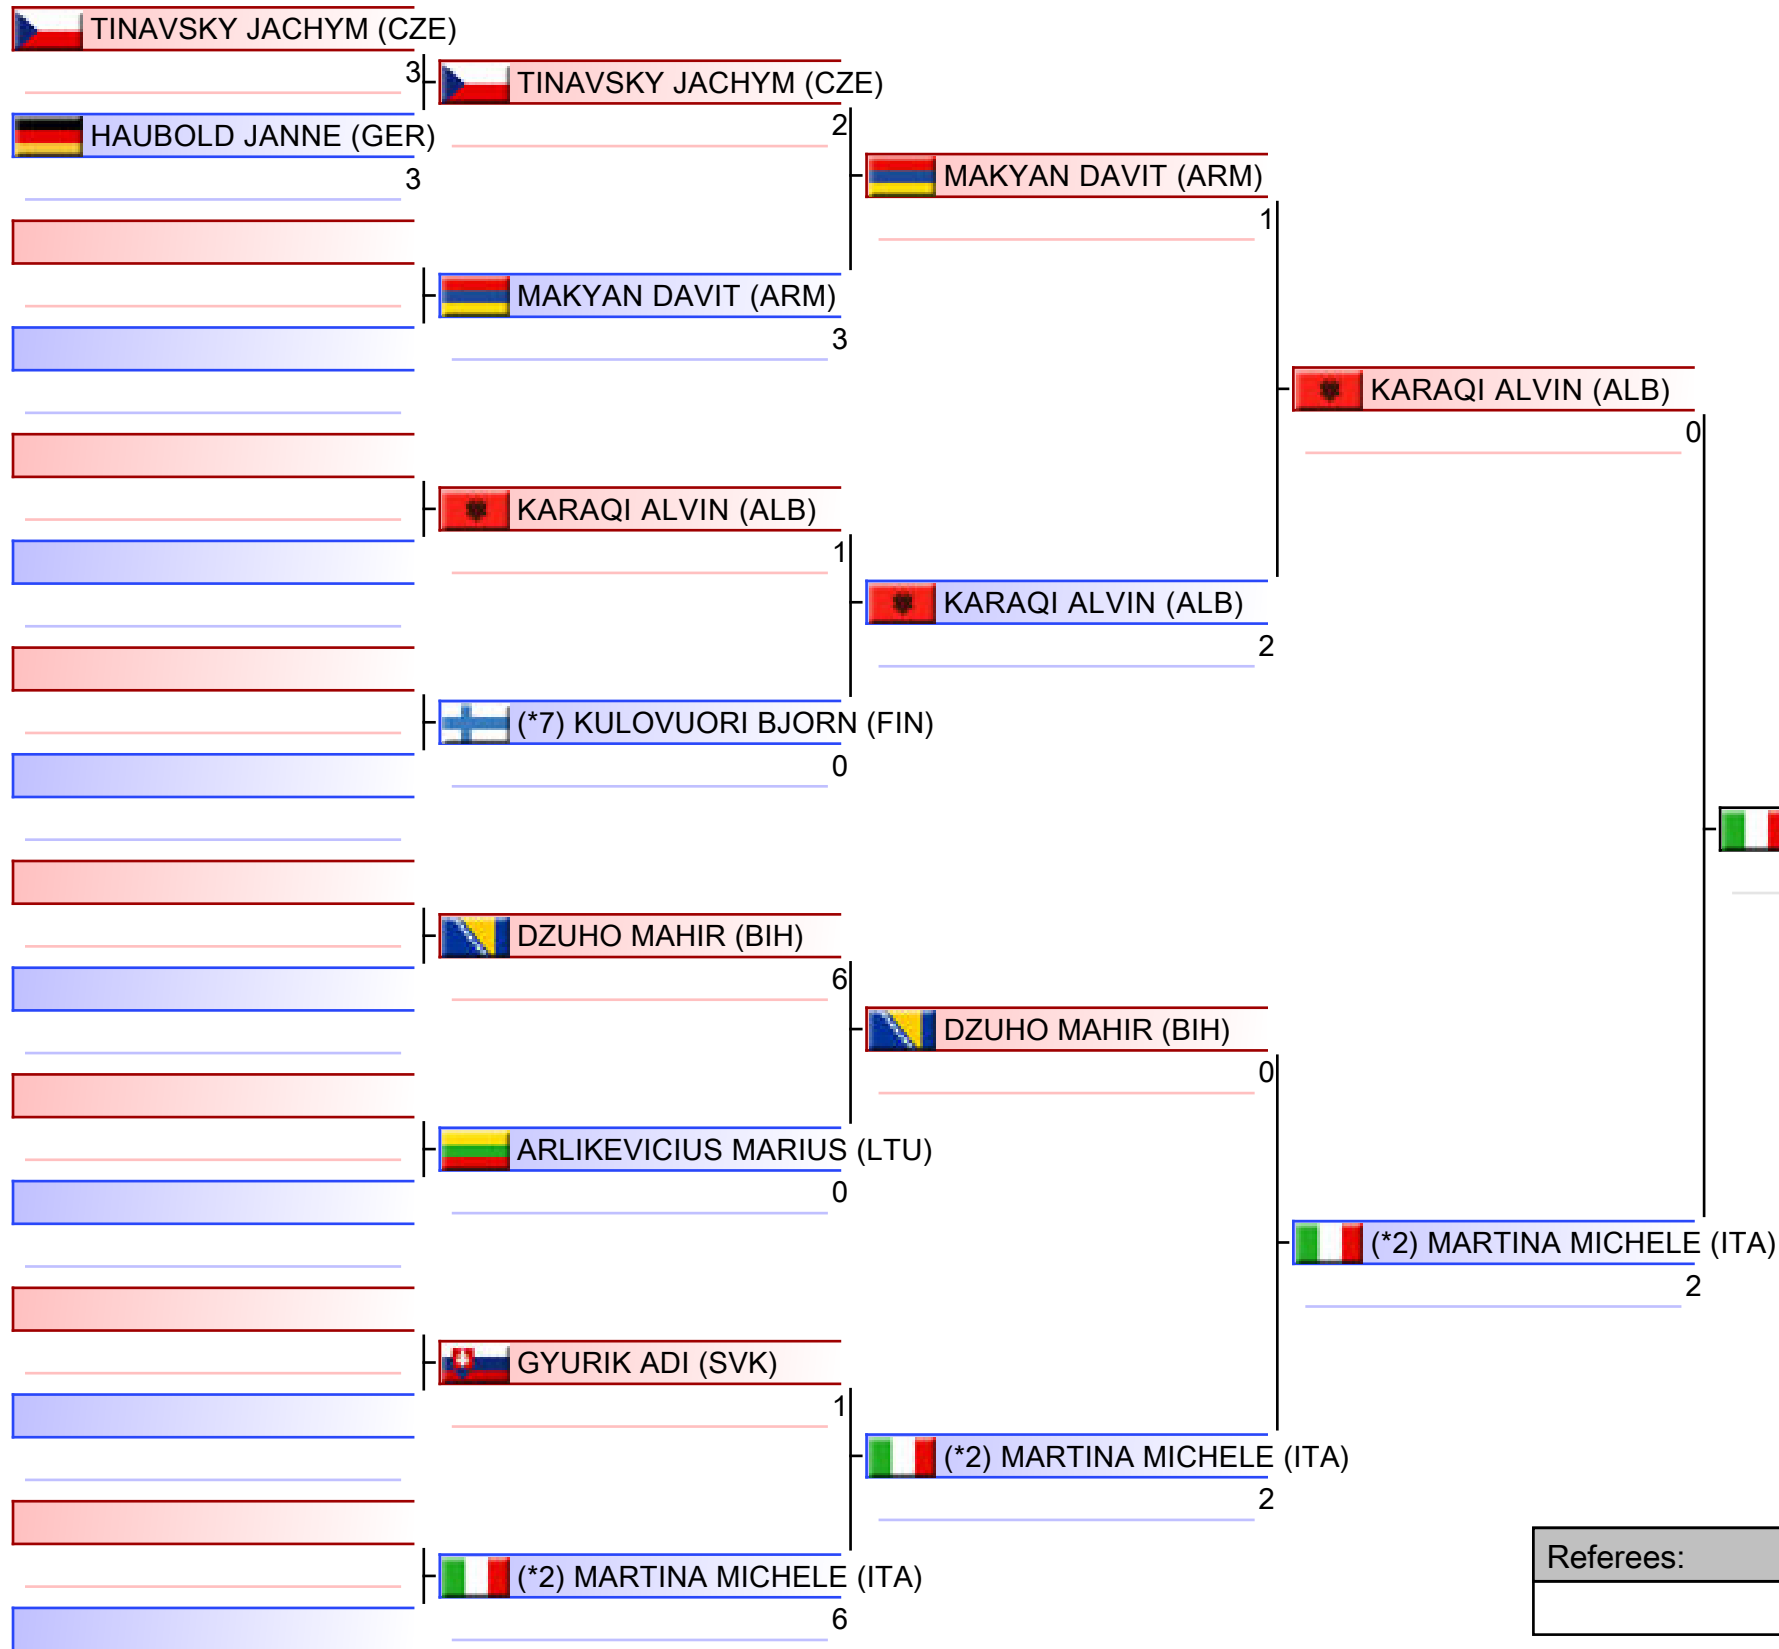 TINAVSKY JACHYM (CZE)
3
HAUBOLD JANNE (GER)
3
TINAVSKY JACHYM (CZE)
2
MAKYAN DAVIT (ARM)
3
KARAQI ALVIN (ALB)
1
(*7) KULOVUORI BJORN (FIN)
0
DZUHO MAHIR (BIH)
6
ARLIKEVICIUS MARIUS (LTU)
0
GYURIK ADI (SVK)
1
(*2) MARTINA MICHELE (ITA)
6
MAKYAN DAVIT (ARM)
1
KARAQI ALVIN (ALB)
2
DZUHO MAHIR (BIH)
0
(*2) MARTINA MICHELE (ITA)
2
KARAQI ALVIN (ALB)
0
(*2) MARTINA MICHELE (ITA)
2
Referees: